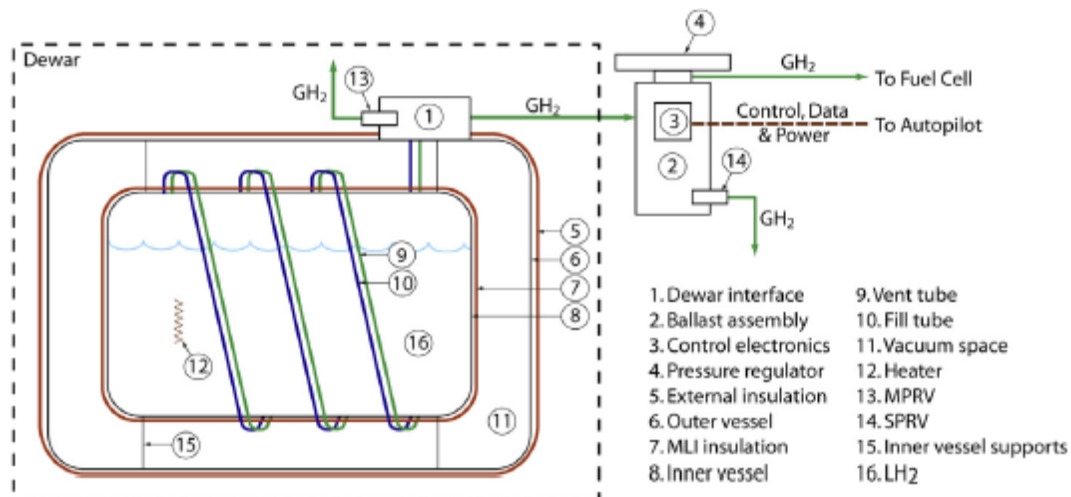 Dewar
4
GH2
13
1
GH2
GH2
To Fuel Cell
3
Control, Data
& Power
To Autopilot
2
14
GH2
5
9
6
10
7
16
8
12
11
15
1. Dewar interface
2. Ballast assembly
3. Control electronics
4. Pressure regulator
5. External insulation
6. Outer vessel
7. MLI insulation
8. Inner vessel
9. Vent tube
10. Fill tube
11. Vacuum space
12. Heater
13. MPRV
14. SPRV
15. Inner vessel supports
16. LH2